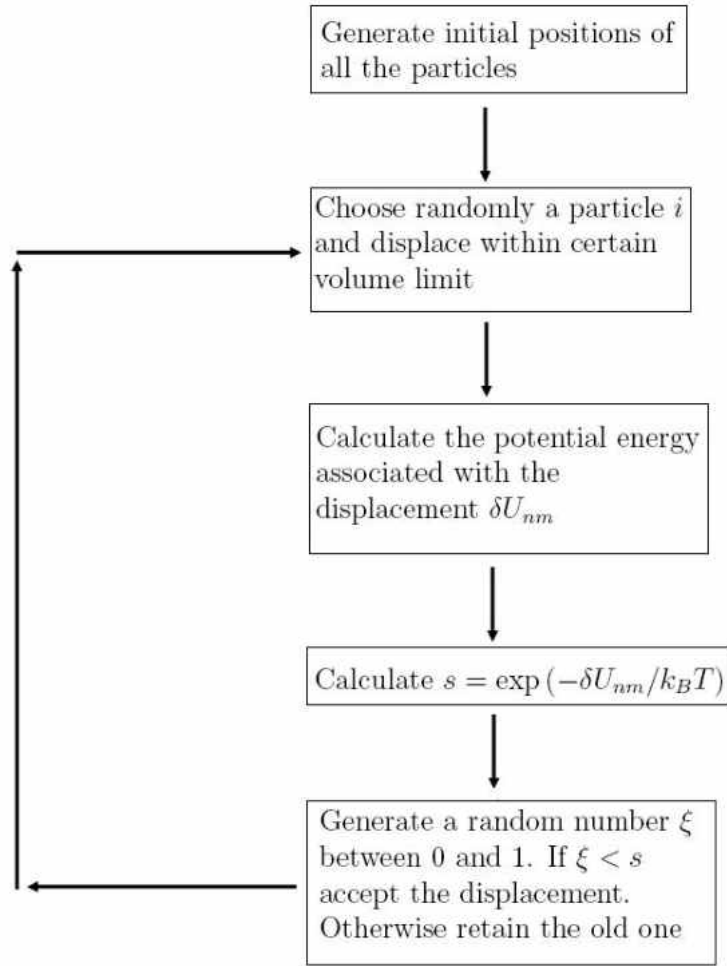 Generate initial positions of
all the particles
Choose randomly a particle i
and displace within certain
volume limit
Calculate the potential energy
associated with the
displacement δUₙₘ
Calculate s = exp (−δUₙₘ/k_BT)
Generate a random number ξ
between 0 and 1. If ξ < s
accept the displacement.
Otherwise retain the old one